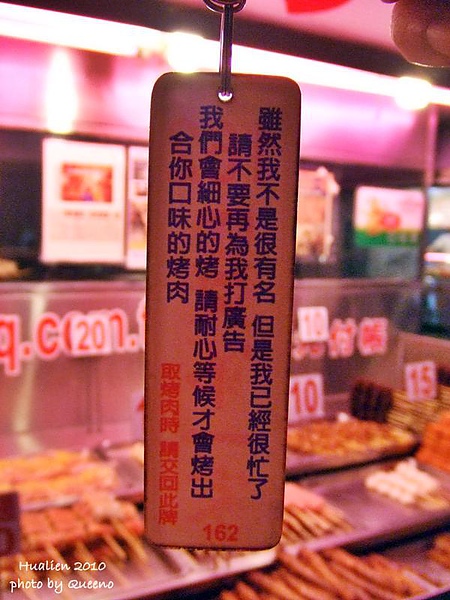 雖然我不是很有名 但是我已經很忙了
請不要再為我打廣告
我們會細心的烤 請耐心等候才會烤出
合你口味的烤肉
取烤肉時 請交回此牌
162
20
10
10
15
付帳
Hualien 2010
photo by Queeno